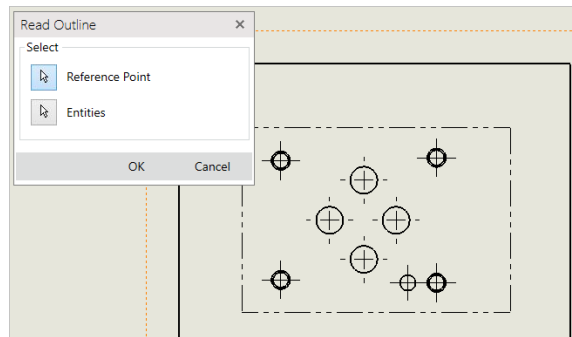 Read Outline
Select
Reference Point
Entities
OK Cancel